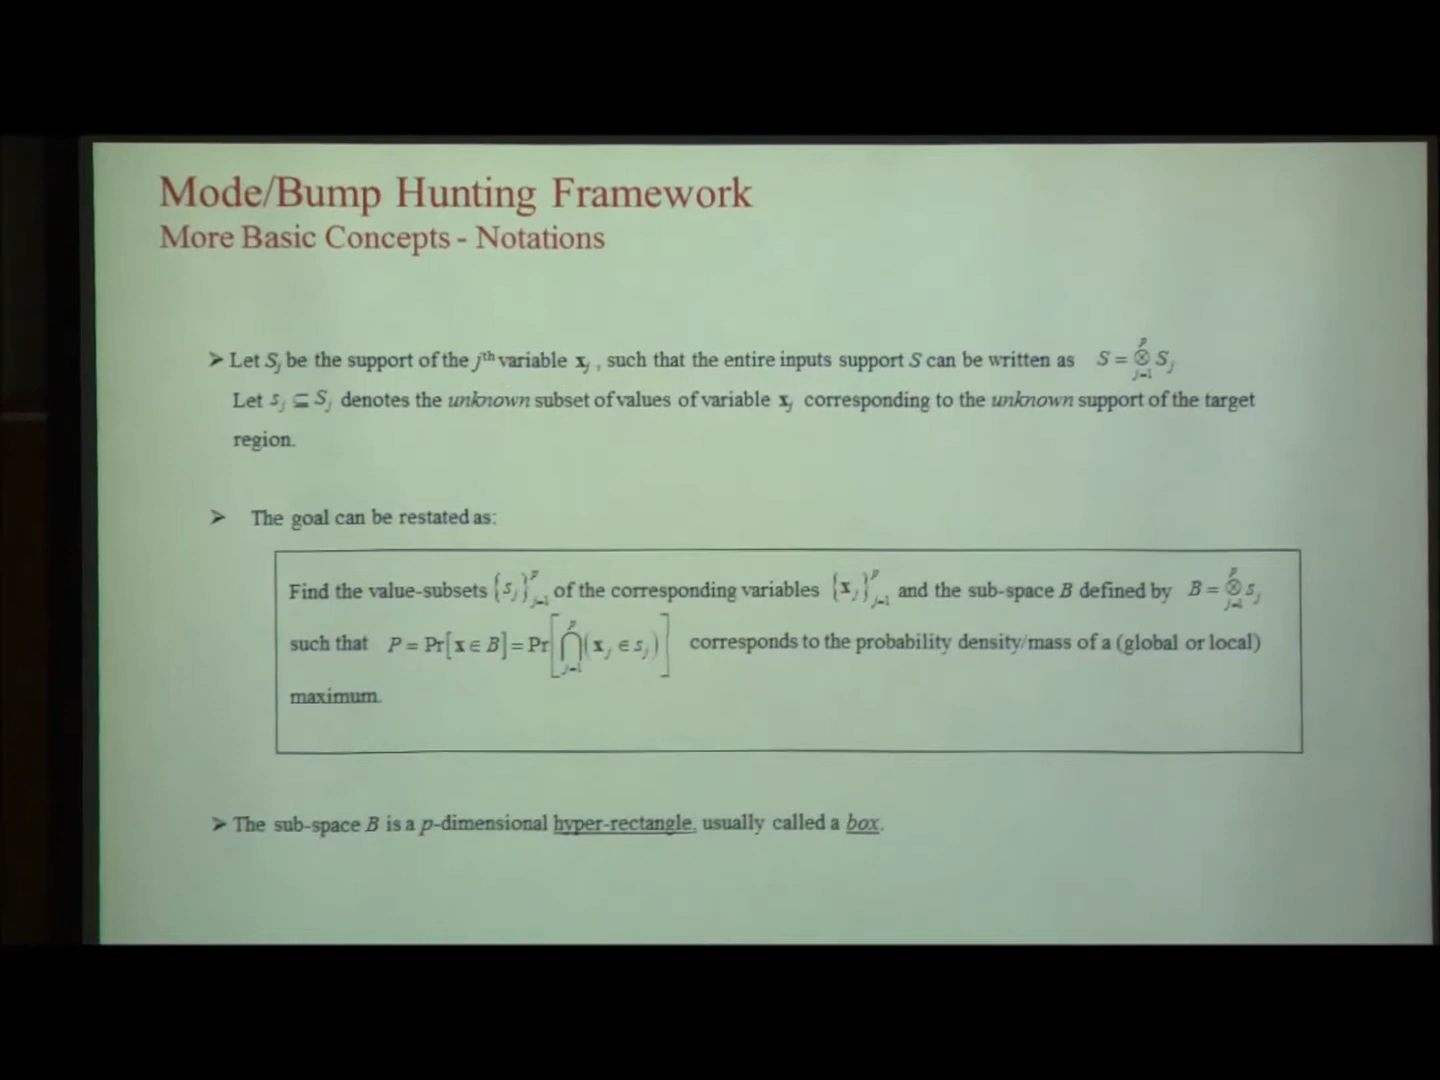 Mode/Bump Hunting Framework
More Basic Concepts - Notations
➢ Let S_j be the support of the j^th variable x_j , such that the entire inputs support S can be written as S = ⊗_{j=1}^{p} S_j
Let s_j ⊆ S_j denotes the unknown subset of values of variable x_j corresponding to the unknown support of the target
region.
➢ The goal can be restated as:
Find the value-subsets {s_j}_{j=1}^{p} of the corresponding variables {x_j}_{j=1}^{p} and the sub-space B defined by B = ⊗_{j=1}^{p} s_j
such that P = Pr[x ∈ B] = Pr[⋂_{j=1}^{p} (x_j ∈ s_j)] corresponds to the probability density/mass of a (global or local)
maximum.
➢ The sub-space B is a p-dimensional hyper-rectangle, usually called a box.